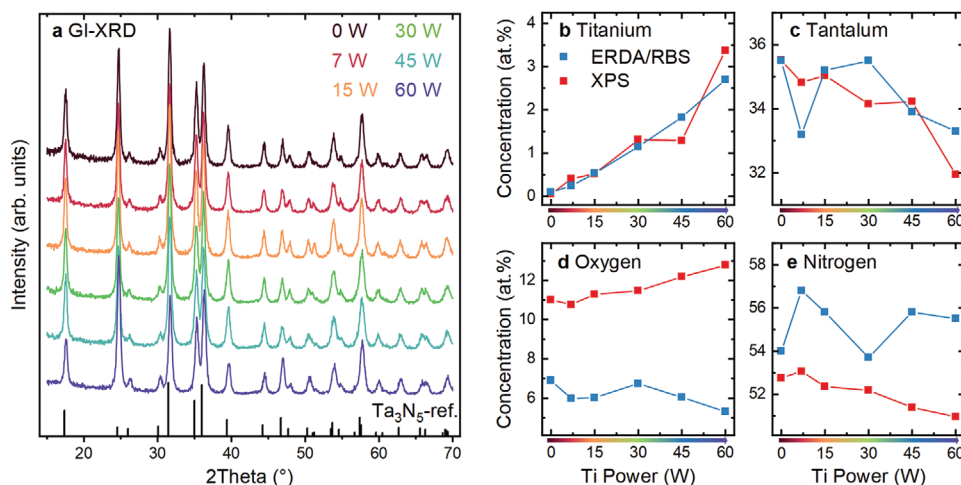 a GI-XRD
0 W 30 W
7 W 45 W
15 W 60 W
Ta3N5-ref.
Intensity (arb. units)
20 30 40 50 60 70
2Theta (°)
b Titanium
ERDA/RBS
XPS
Concentration (at.%)
4
3
2
1
0
0 15 30 45 60
c Tantalum
36
34
32
0 15 30 45 60
d Oxygen
Concentration (at.%)
12
10
8
6
0 15 30 45 60
Ti Power (W)
e Nitrogen
58
56
54
52
0 15 30 45 60
Ti Power (W)